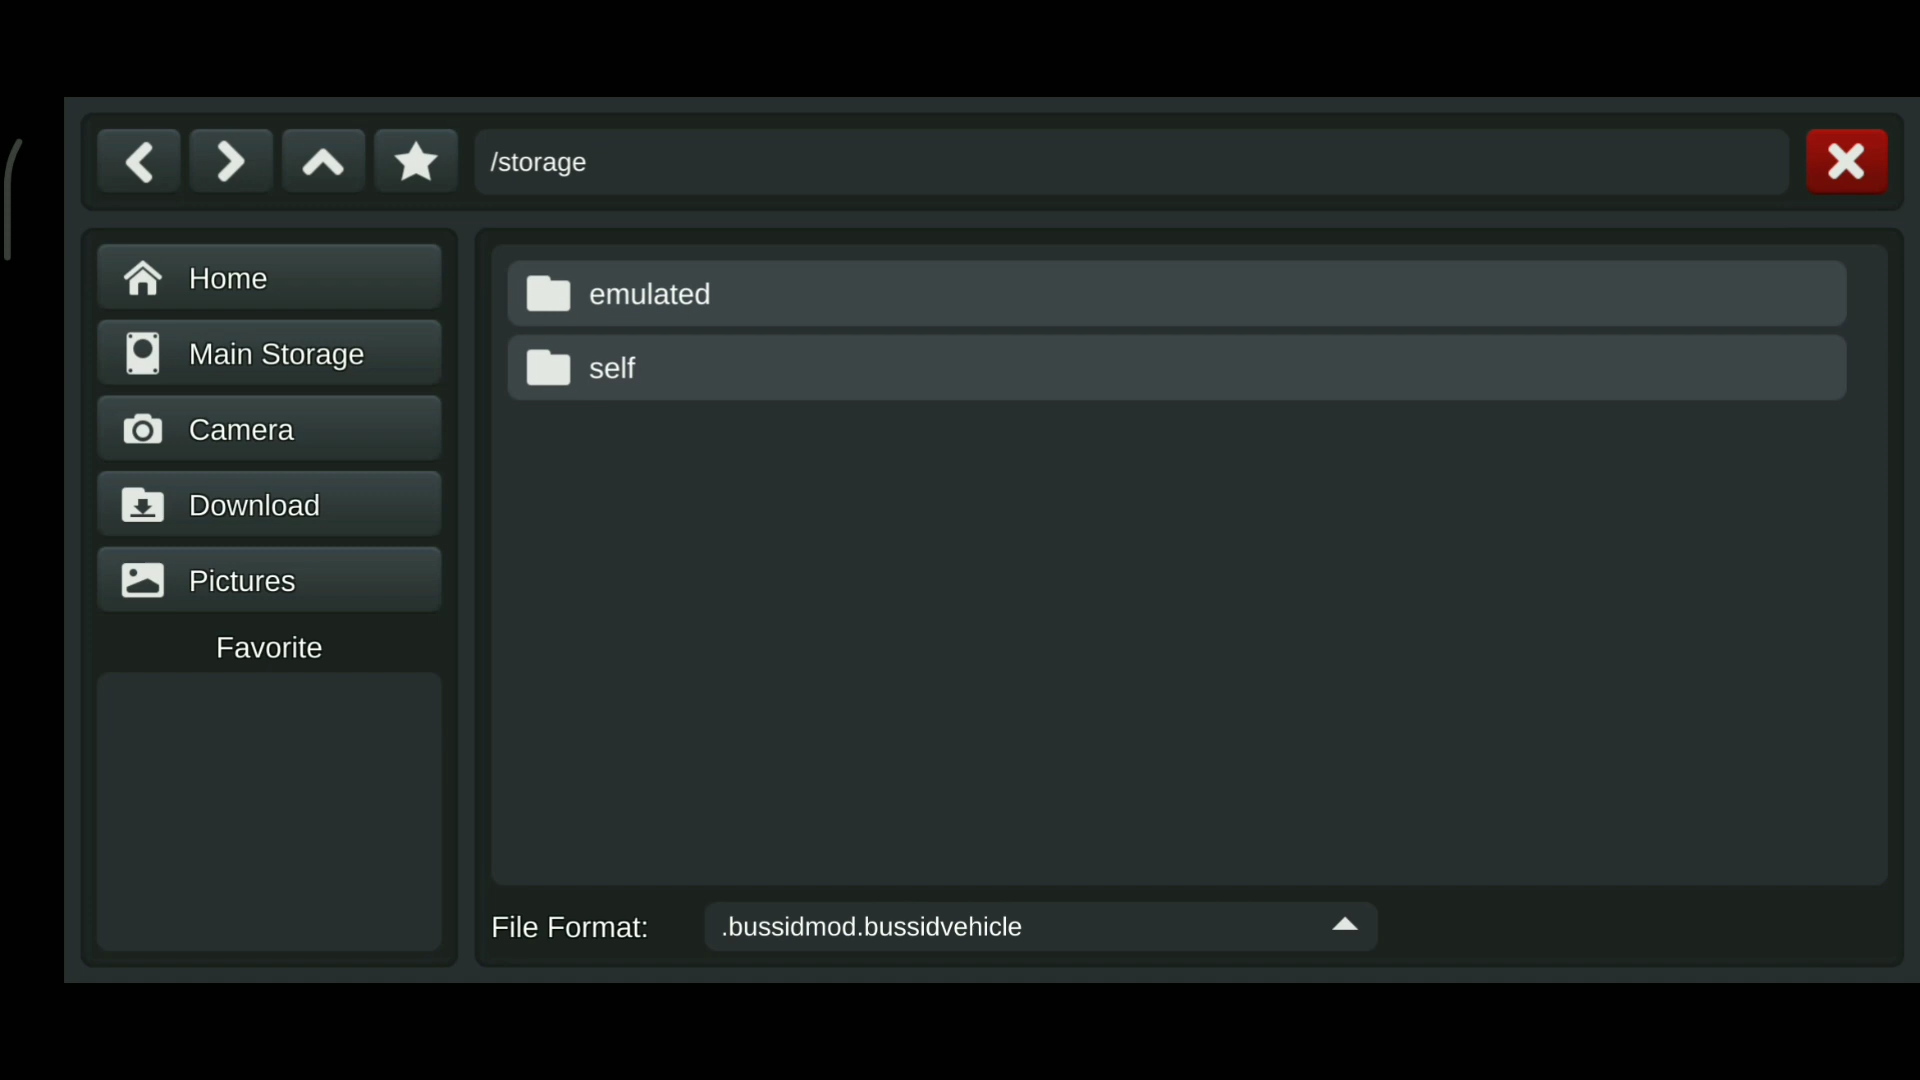 /storage
Home
Main Storage
Camera
Download
Pictures
Favorite
emulated
self
File Format:
.bussidmod.bussidvehicle